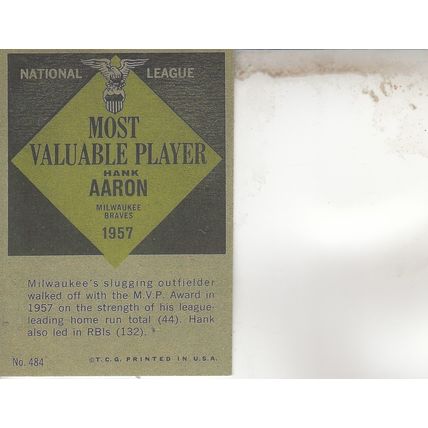 NATIONAL LEAGUE
MOST
VALUABLE PLAYER
HANK
AARON
MILWAUKEE
BRAVES
1957
Milwaukee's slugging outfielder
walked off with the M.V.P. Award in
1957 on the strength of his league-
leading home run total (44). Hank
also led in RBIs (132).
No. 484 ©T.C.G. PRINTED IN U.S.A.